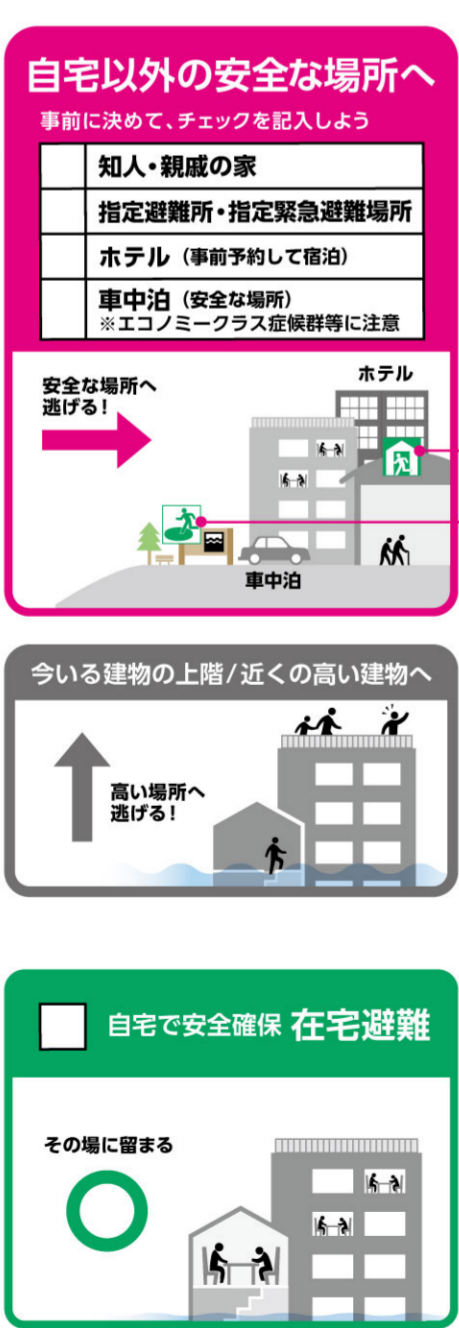 自宅以外の安全な場所へ
事前に決めて、チェックを記入しよう
知人・親戚の家
指定避難所・指定緊急避難場所
ホテル（事前予約して宿泊）
車中泊（安全な場所）
※エコノミークラス症候群等に注意
安全な場所へ
逃げる！
ホテル
車中泊
今いる建物の上階/近くの高い建物へ
高い場所へ
逃げる！
自宅で安全確保 在宅避難
その場に留まる